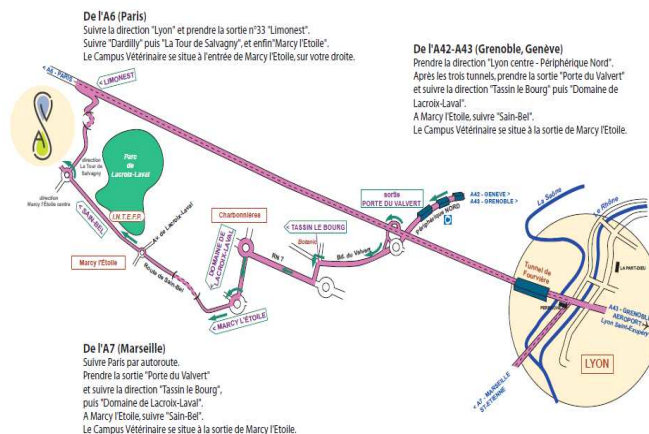 De l'A6 (Paris)
Suivre la direction "Lyon" et prendre la sortie n°33 "Limonest".
Suivre "Dardilly" puis "La Tour de Salvagny", et enfin"Marcy l'Etoile".
Le Campus Vétérinaire se situe à l'entrée de Marcy l'Etoile, sur votre droite.
De l'A42-A43 (Grenoble, Genève)
Prendre la direction "Lyon centre - Périphérique Nord".
Après les trois tunnels, prendre la sortie "Porte du Valvert"
et suivre la direction "Tassin le Bourg" puis "Domaine de
Lacroix-Laval".
A Marcy l'Etoile, suivre "Sain-Bel".
Le Campus Vétérinaire se situe à la sortie de Marcy l'Etoile.
< A6 - PARIS
< LIMONEST
Parc
de
Lacroix-Laval
direction
La Tour de
Salvagny
direction
Marcy l'Etoile centre
< SAIN-BEL
I.N.T.E.F.P.
Av. de Lacroix-Laval
Marcy l'Étoile
Route de Sain-Bel
Charbonnières
DOMAINE DE
LACROIX-LAVAL
< MARCY L'ÉTOILE
RN 7
< TASSIN LE BOURG
Botanic
Bd. du Valvert
sortie
PORTE DU VALVERT
périphérique NORD
A42 - GENÈVE >
A43 - GRENOBLE >
La Saône
Le Rhône
LA PART-DIEU
Tunnel de
Fourvière
PERRACHE
A43 - GRENOBLE
AEROPORT
Lyon Saint-Exupéry
LYON
< A7 - MARSEILLE
ST-ETIENNE
De l'A7 (Marseille)
Suivre Paris par autoroute.
Prendre la sortie "Porte du Valvert"
et suivre la direction "Tassin le Bourg",
puis "Domaine de Lacroix-Laval".
A Marcy l'Etoile, suivre "Sain-Bel".
Le Campus Vétérinaire se situe à la sortie de Marcy l'Etoile.